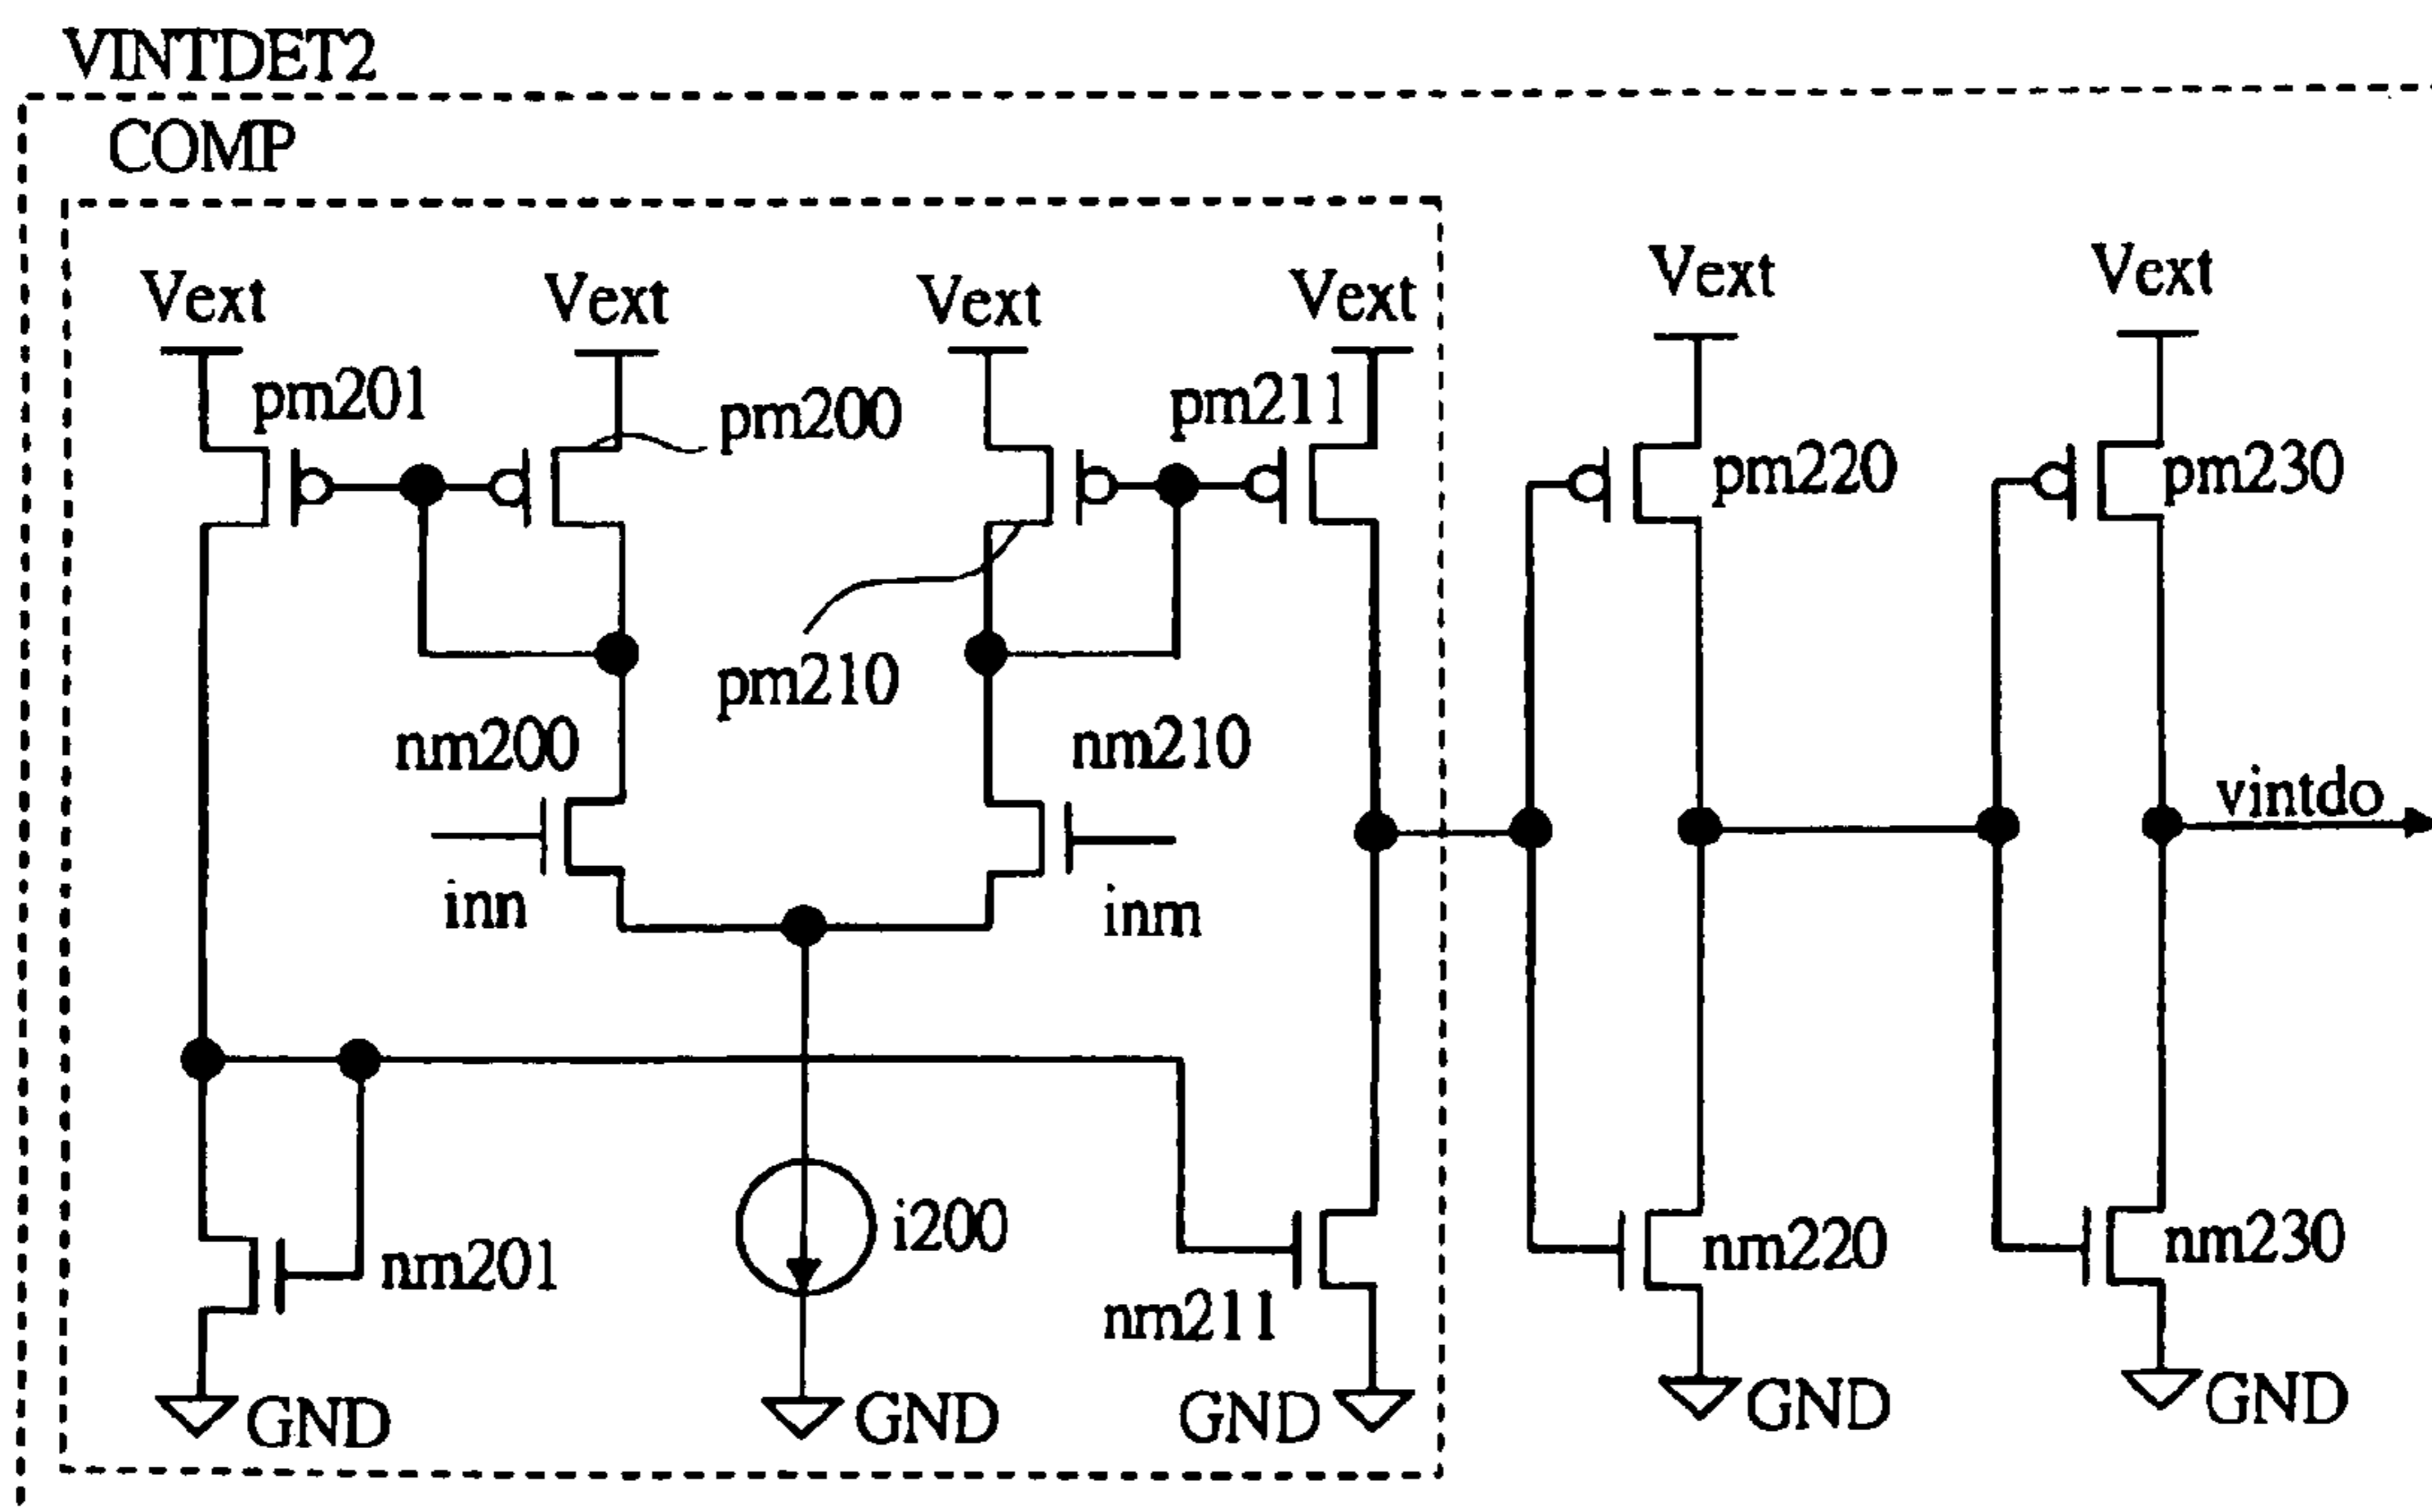 VINTDET2
COMP
Vext
Vext
Vext
Vext
Vext
Vext
pm201
pm200
pm211
pm220
pm230
pm210
nm200
nm210
vintdo
inn
inm
i200
nm201
nm211
nm220
nm230
GND
GND
GND
GND
GND